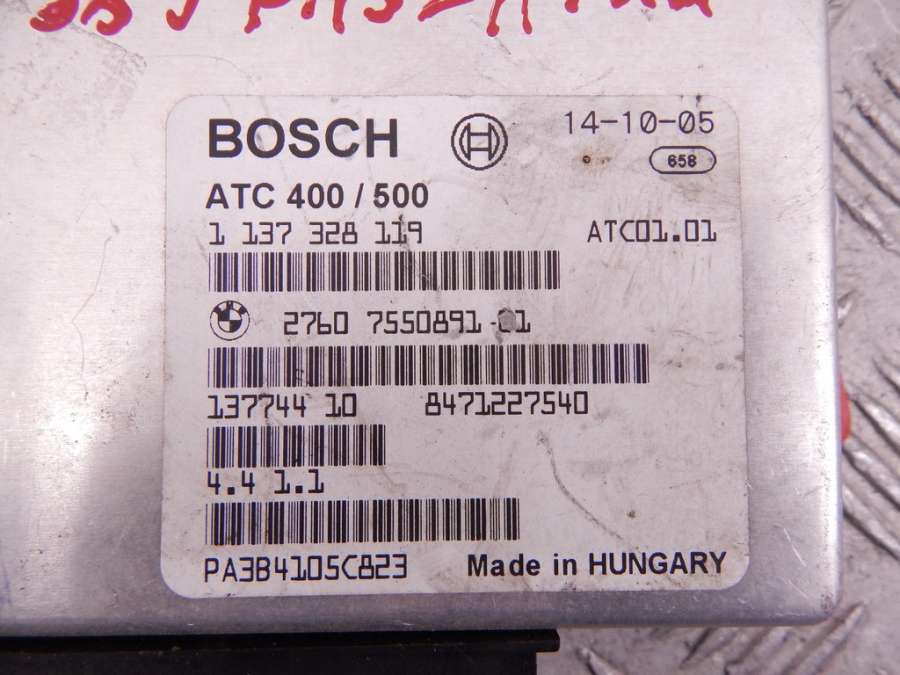 BOSCH 14-10-05
658
ATC 400 / 500
1 137 328 119 ATC01.01
2760 7550891-01
137744 10 8471227540
4.4 1.1
PA3B4105C823 Made in HUNGARY